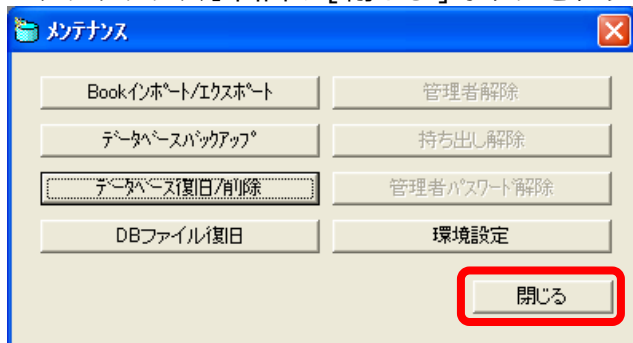 メンテナンス
Bookｲﾝﾎﾟｰﾄ/ｴｸｽﾎﾟｰﾄ
管理者解除
ﾃﾞｰﾀﾍﾞｰｽﾊﾞｯｸｱｯﾌﾟ
持ち出し解除
ﾃﾞｰﾀﾍﾞｰｽ復旧/削除
管理者ﾊﾟｽﾜｰﾄﾞ解除
DBファイル復旧
環境設定
閉じる